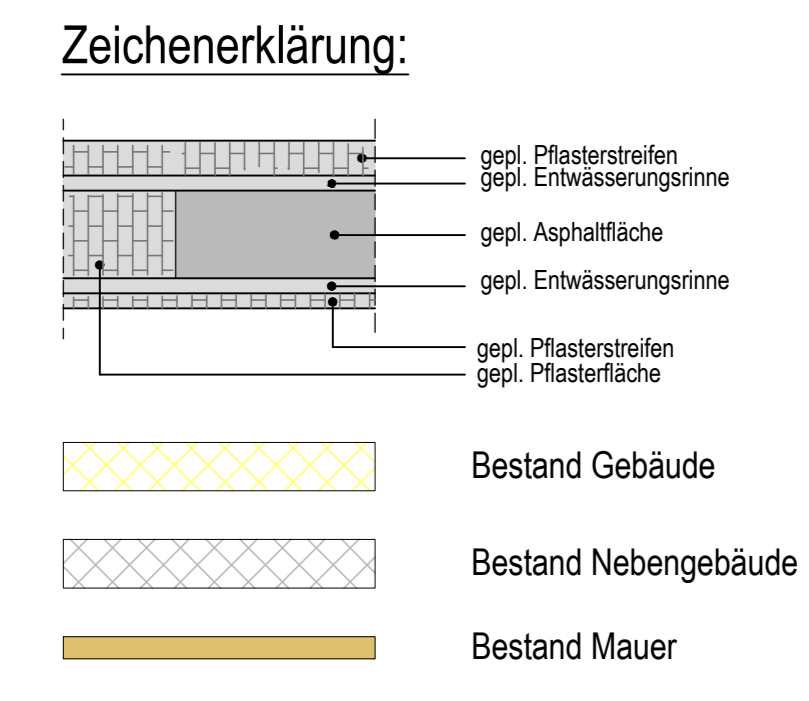 Zeichenerklärung:
gepl. Pflasterstreifen
gepl. Entwässerungsrinne
gepl. Asphaltfläche
gepl. Entwässerungsrinne
gepl. Pflasterstreifen
gepl. Pflasterfläche
Bestand Gebäude
Bestand Nebengebäude
Bestand Mauer